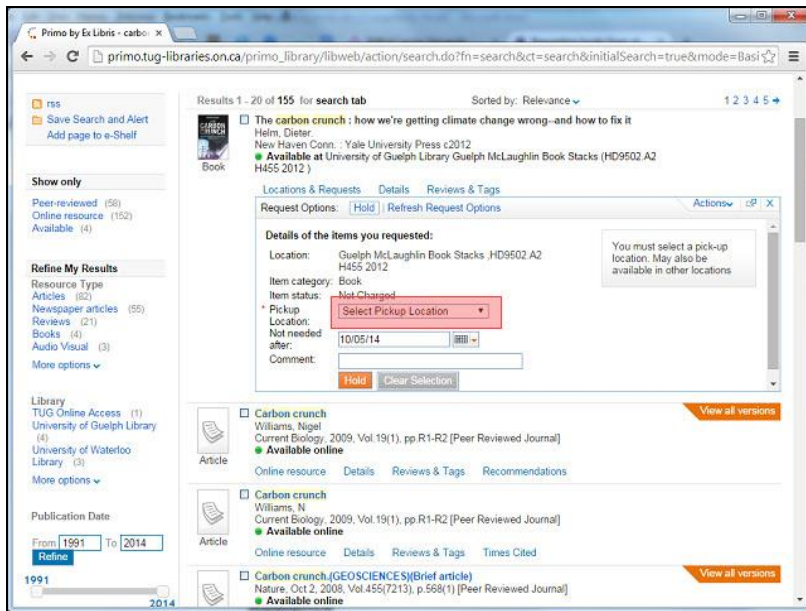 Primo by Ex Libris - carbo
primo.tug-libraries.on.ca/primo_library/libweb/action/search.do?fn=search&ct=search&initialSearch=true&mode=Basi
rss
Save Search and Alert
Add page to e-Shelf
Show only
Peer-reviewed (58)
Online resource (152)
Available (4)
Refine My Results
Resource Type
Articles (82)
Newspaper articles (55)
Reviews (21)
Books (4)
Audio Visual (3)
More options
Library
TUG Online Access (1)
University of Guelph Library
(4)
University of Waterloo
Library (3)
More options
Publication Date
From 1991 To 2014
Refine
1991
2014
Results 1 - 20 of 155 for search tab Sorted by: Relevance 1 2 3 4 5
CARBON CRUNCH
Book
The carbon crunch : how we're getting climate change wrong--and how to fix it
Helm, Dieter.
New Haven Conn. : Yale University Press c2012
Available at University of Guelph Library Guelph McLaughlin Book Stacks (HD9502.A2
H455 2012 )
Locations & Requests Details Reviews & Tags
Request Options: Hold | Refresh Request Options Actions X
Details of the items you requested:
Location: Guelph McLaughlin Book Stacks ,HD9502.A2
H455 2012
Item category: Book
Item status: Not Charged
* Pickup
Location: Select Pickup Location
Not needed
after: 10/05/14
Comment:
Hold Clear Selection
You must select a pick-up
location. May also be
available in other locations
View all versions
Article
Carbon crunch
Williams, Nigel
Current Biology, 2009, Vol.19(1), pp.R1-R2 [Peer Reviewed Journal]
Available online
Online resource Details Reviews & Tags Recommendations
Article
Carbon crunch
Williams, N
Current Biology, 2009, Vol.19(1), pp.R1-R2 [Peer Reviewed Journal]
Available online
Online resource Details Reviews & Tags Times Cited
View all versions
Article
Carbon crunch.(GEOSCIENCES)(Brief article)
Nature, Oct 2, 2008, Vol.455(7213), p.568(1) [Peer Reviewed Journal]
Available online